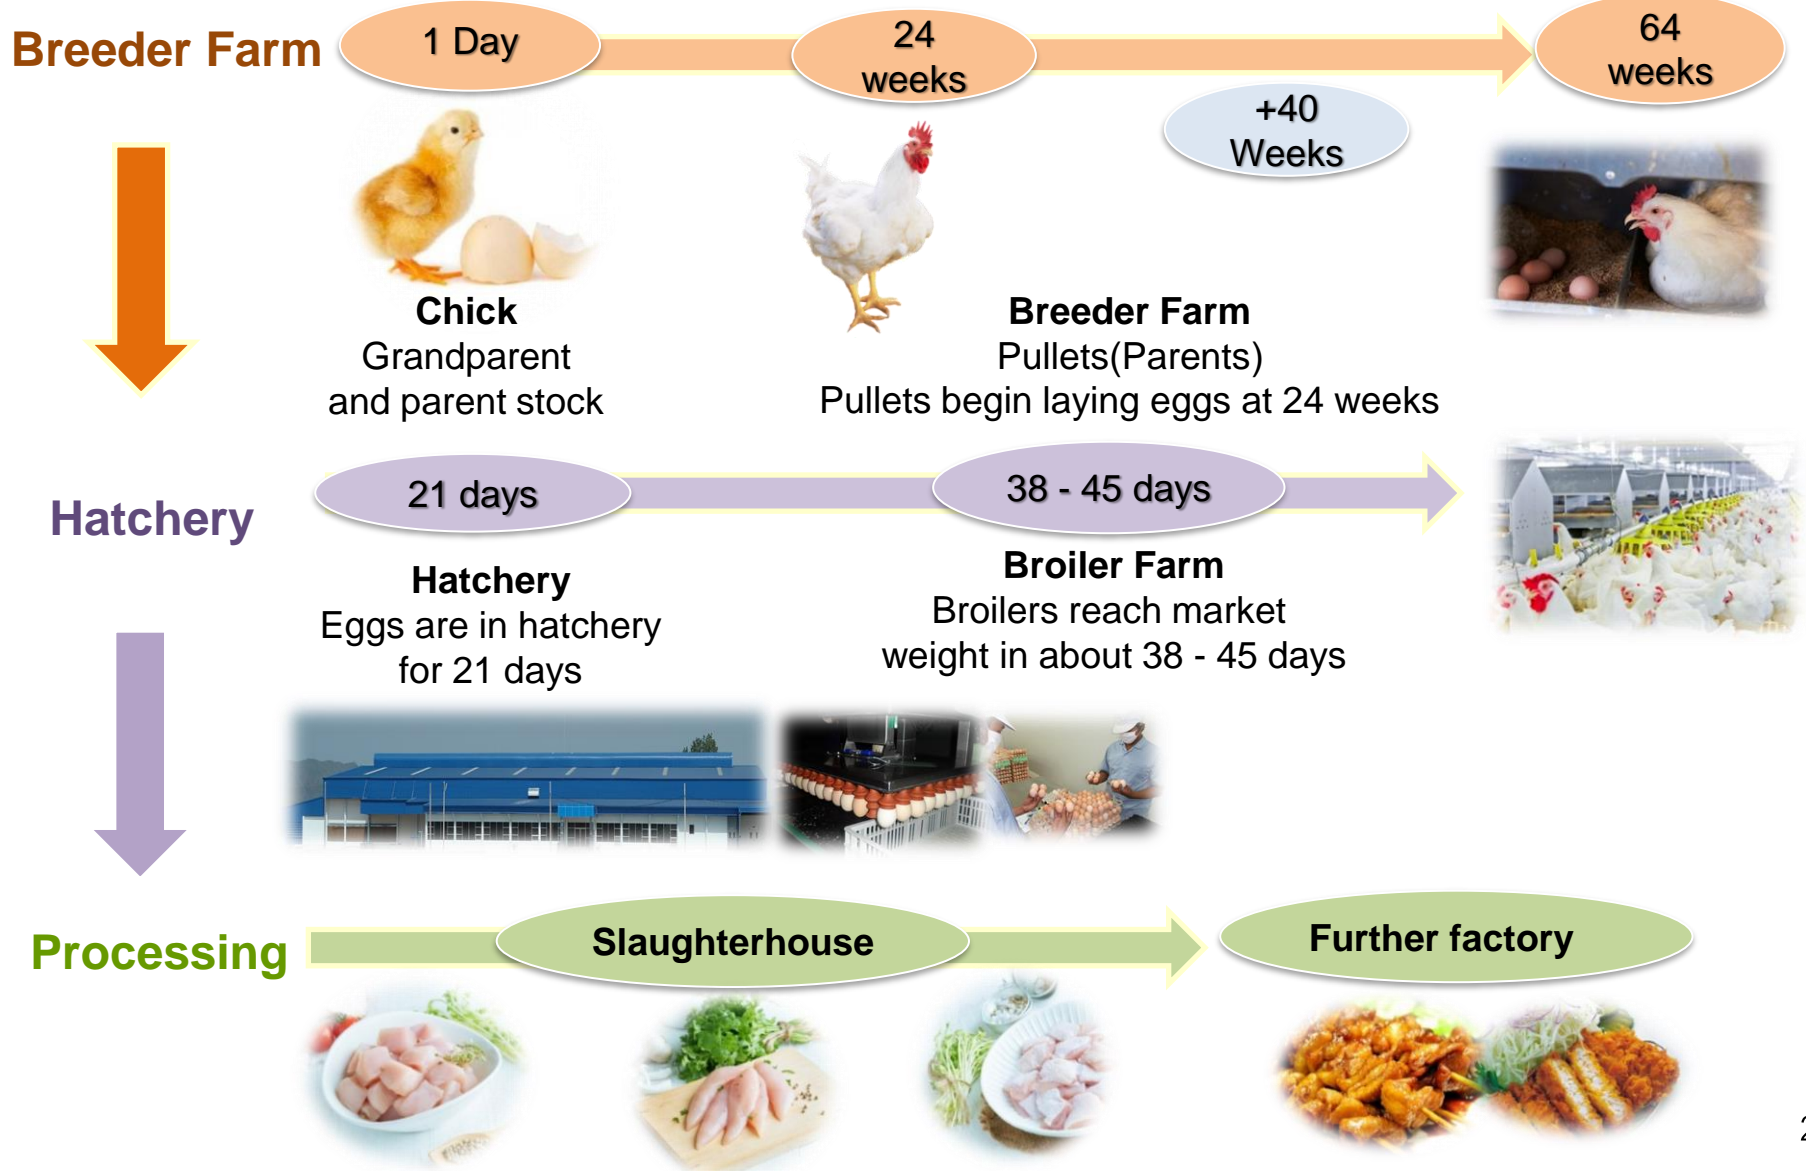 Breeder Farm
1 Day
24
weeks
64
weeks
+40
Weeks
Chick
Grandparent
and parent stock
Breeder Farm
Pullets(Parents)
Pullets begin laying eggs at 24 weeks
Hatchery
21 days
38 - 45 days
Hatchery
Eggs are in hatchery
for 21 days
Broiler Farm
Broilers reach market
weight in about 38 - 45 days
Processing
Slaughterhouse
Further factory